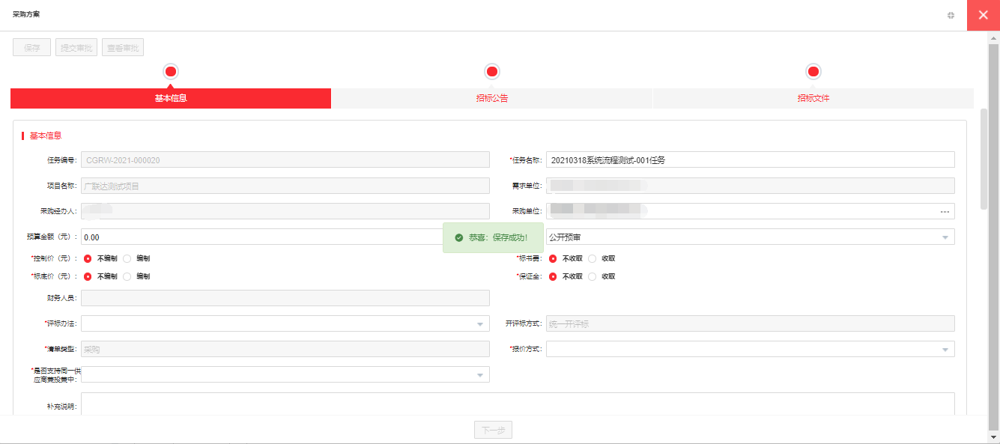 采购方案
保存 提交审批 查看审批
基本信息 招标公告 招标文件
基本信息
任务编号: CGRW-2021-000020 *任务名称: 20210318系统流程测试-001任务
项目名称: 广联达测试项目 需求单位:
采购经办人: 采购单位: ...
预算金额（元）: 0.00 恭喜：保存成功！ 公开预审
*控制价（元）: 不编制 编制 *标书费: 不收取 收取
*标底价（元）: 不编制 编制 *保证金: 不收取 收取
财务人员:
*评标办法: 开评标方式: 统一开评标
*清单类型: 采购 *报价方式:
*是否支持同一供
应商兼投兼中:
补充说明:
下一步